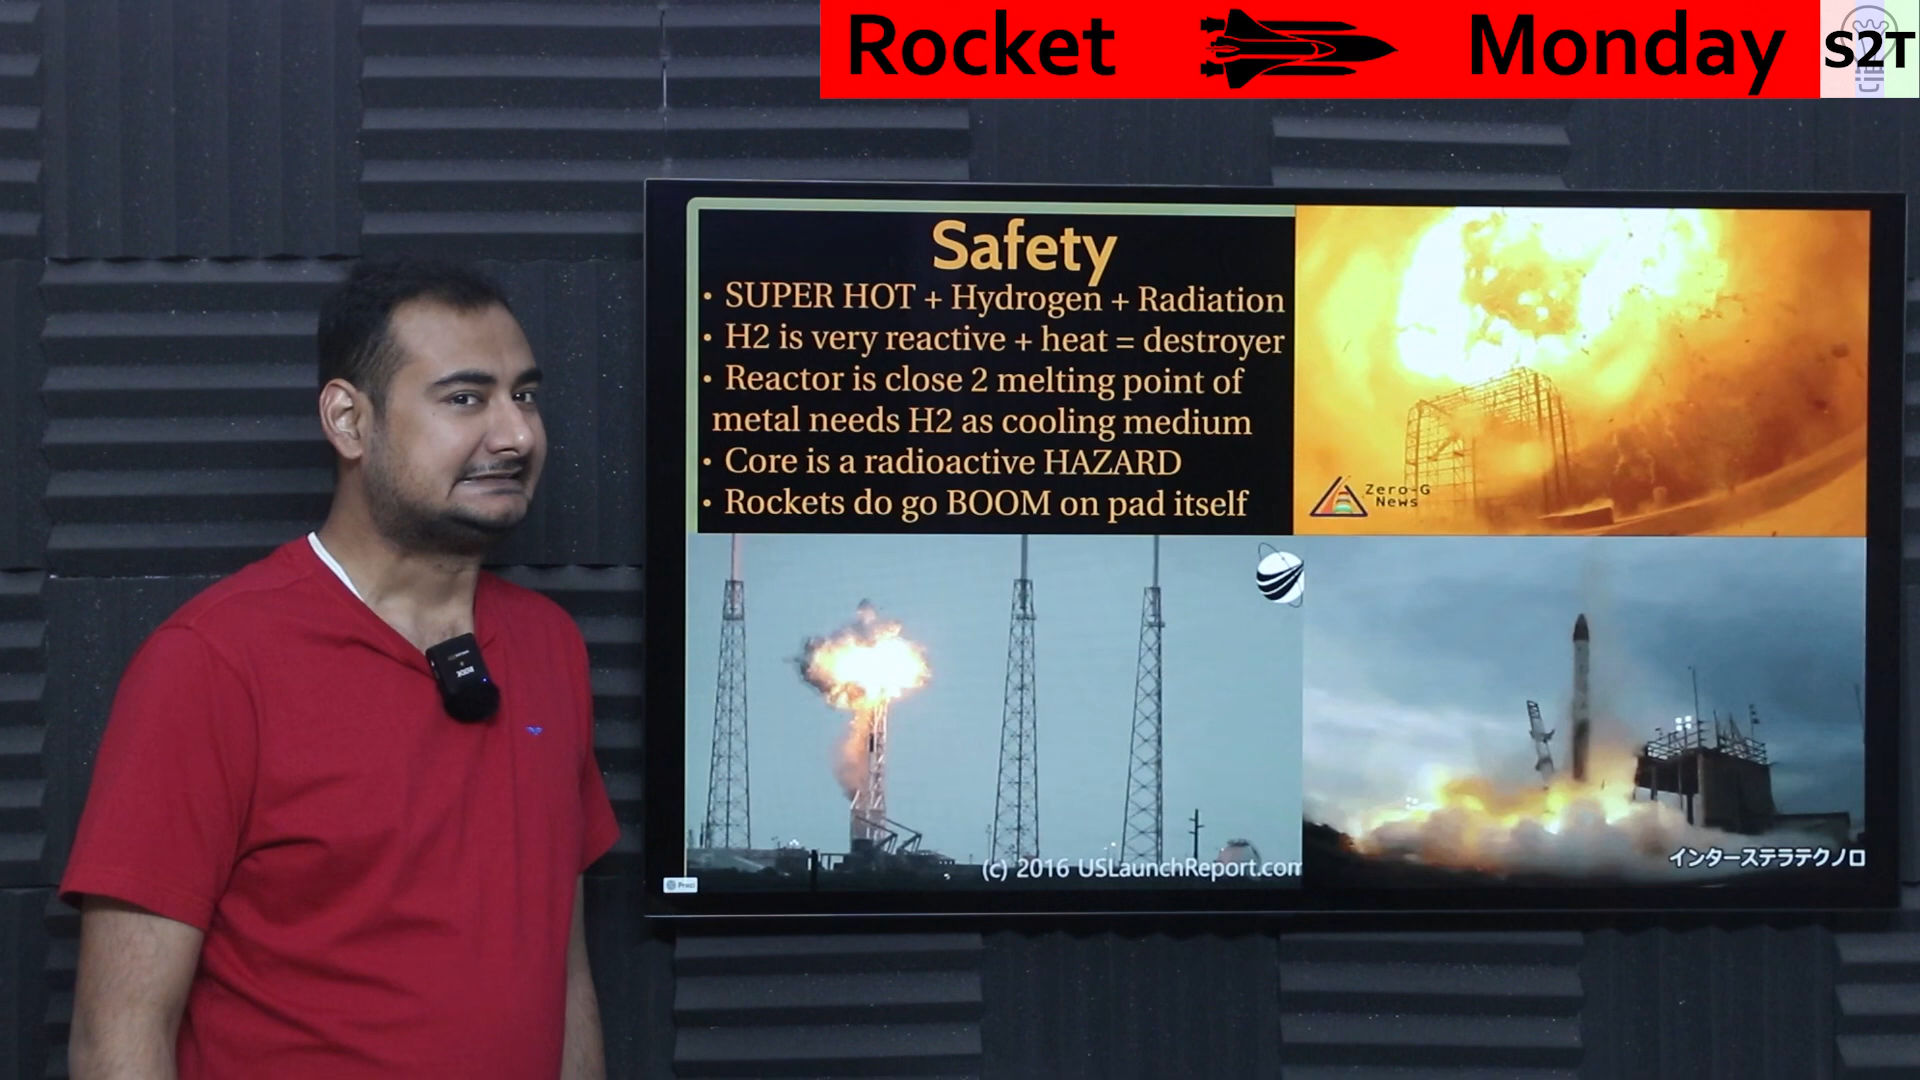 Rocket Monday
S2T
Safety
• SUPER HOT + Hydrogen + Radiation
• H2 is very reactive + heat = destroyer
• Reactor is close 2 melting point of
metal needs H2 as cooling medium
• Core is a radioactive HAZARD
• Rockets do go BOOM on pad itself
Zero-G
News
(c) 2016 USLaunchReport.com
インターステラテクノロ
Prezi